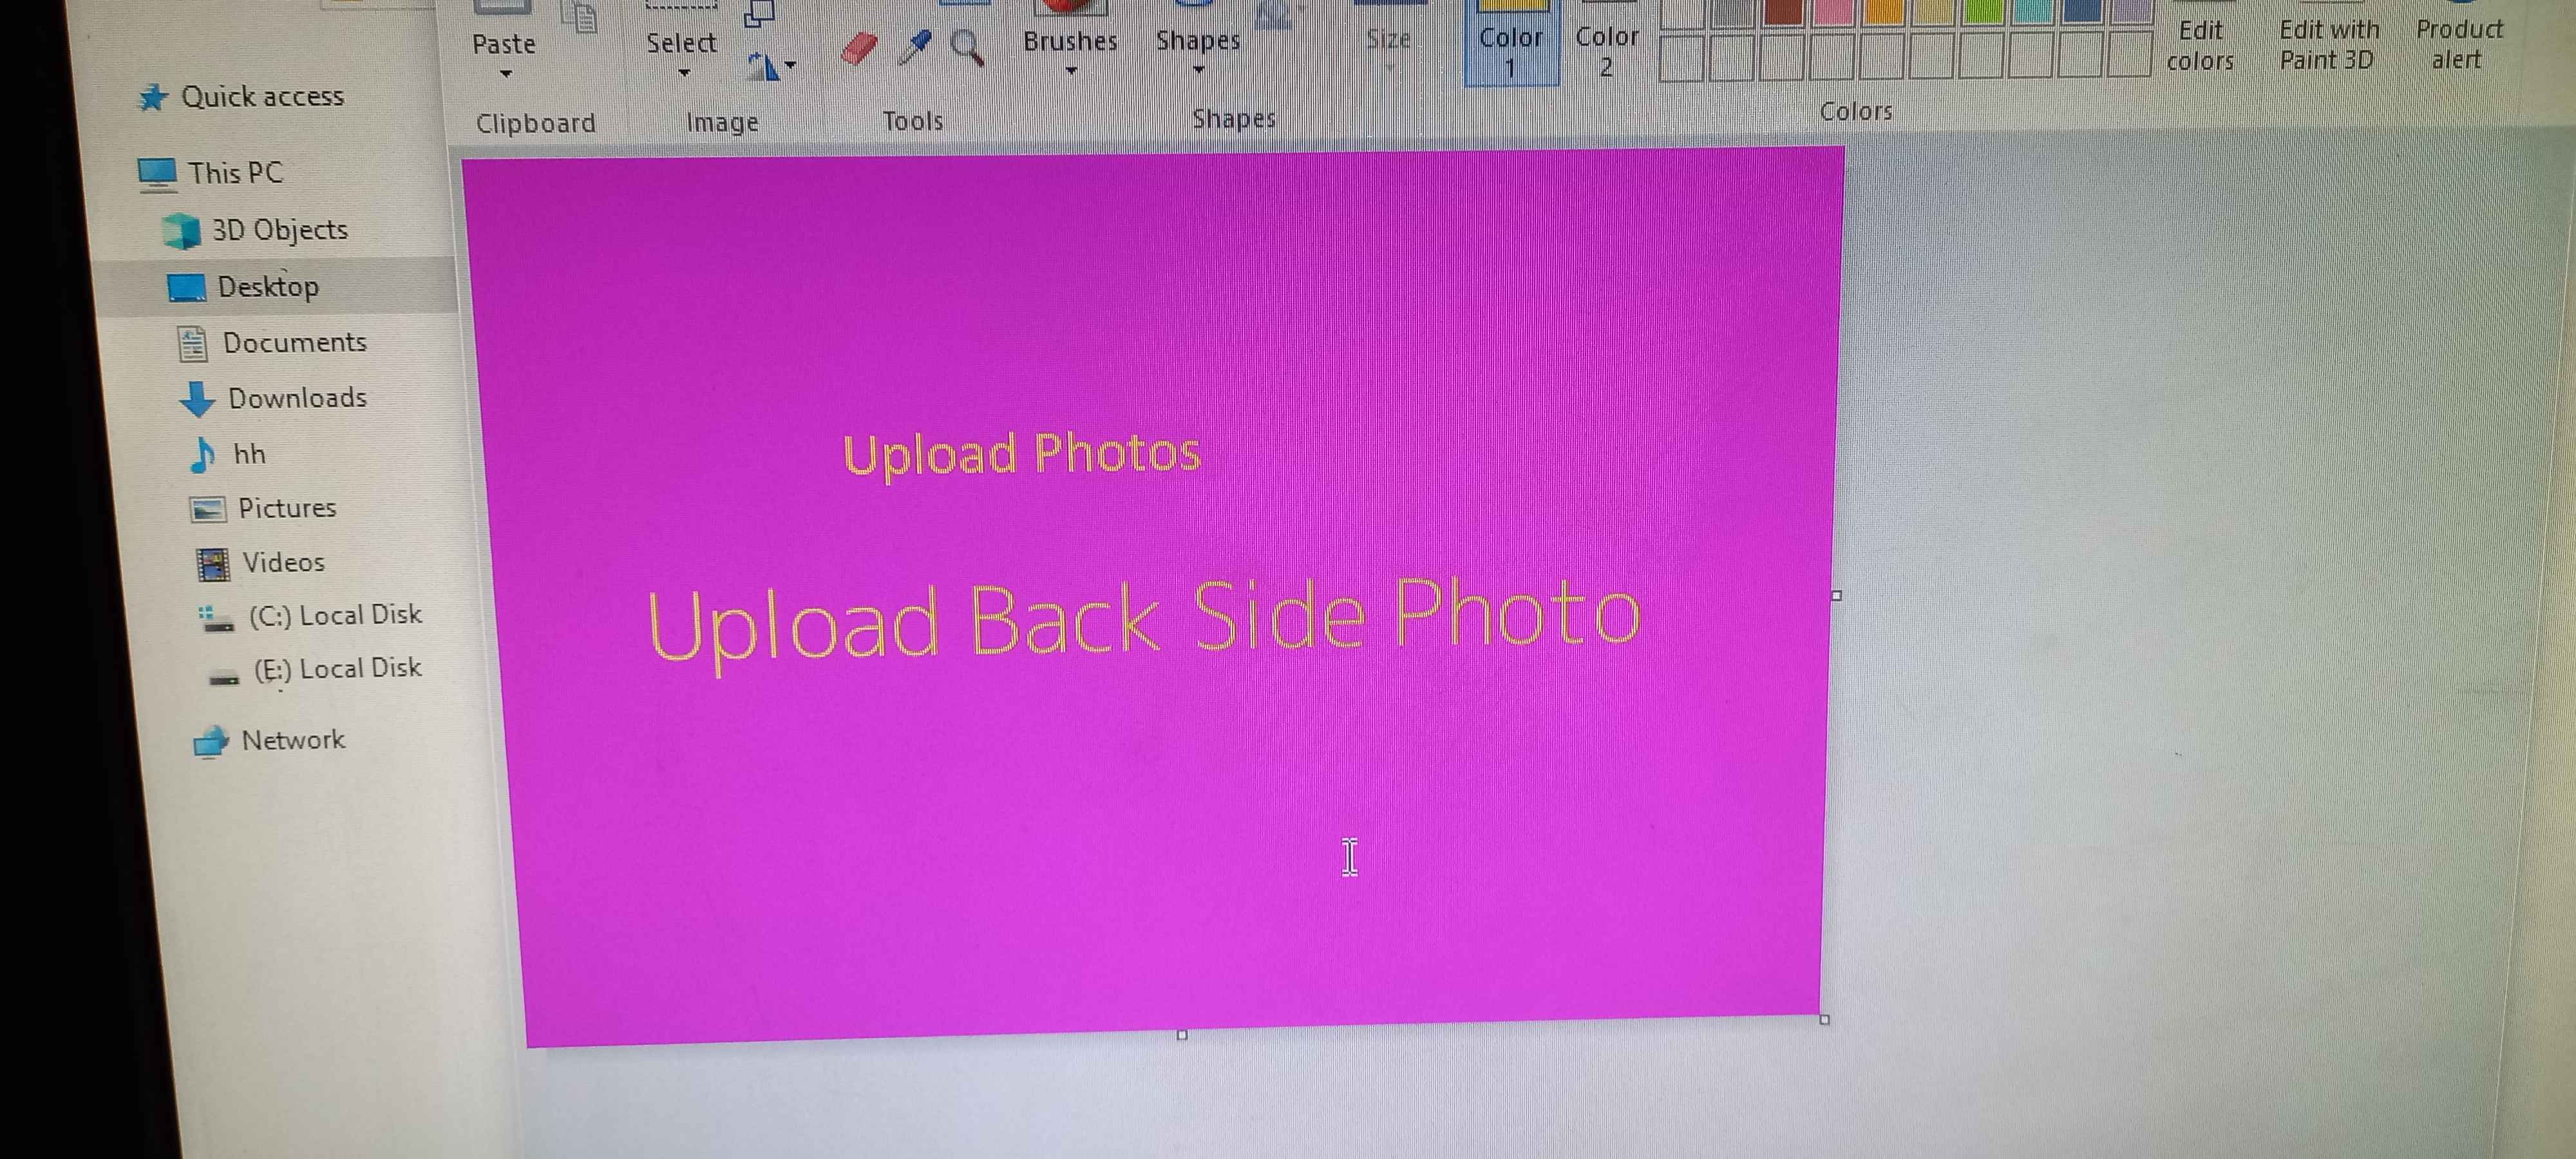 Paste
Select
Brushes
Shapes
Size
Color
1
Color
2
Edit
colors
Edit with
Paint 3D
Product
alert
Clipboard
Image
Tools
Shapes
Colors
Quick access
This PC
3D Objects
Desktop
Documents
Downloads
hh
Pictures
Videos
(C:) Local Disk
(E:) Local Disk
Network
Upload Photos
Upload Back Side Photo